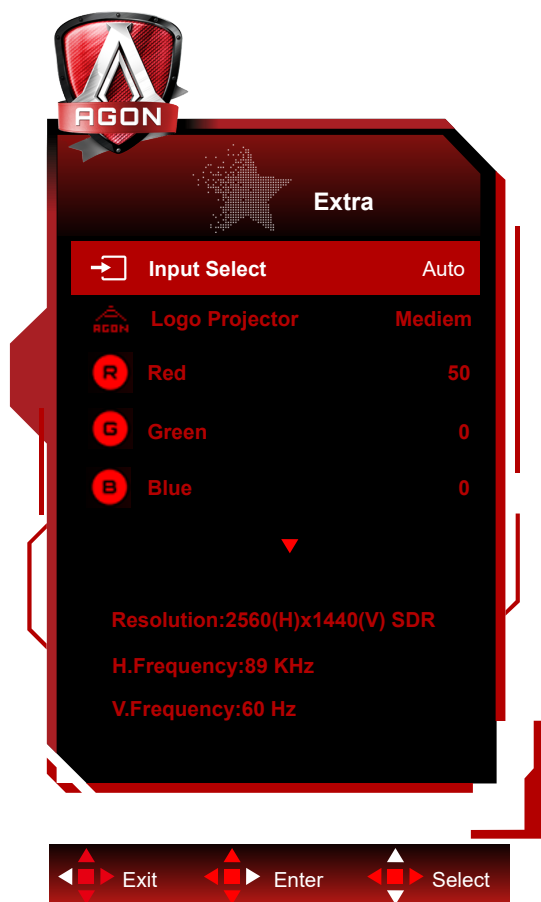 AGON
Extra
Input Select Auto
AGON Logo Projector Mediem
R Red 50
G Green 0
B Blue 0
Resolution:2560(H)x1440(V) SDR
H.Frequency:89 KHz
V.Frequency:60 Hz
Exit Enter Select